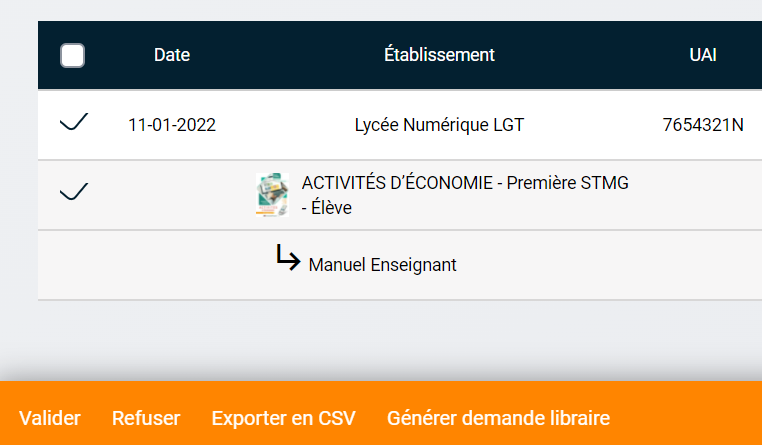 Date Établissement UAI
11-01-2022 Lycée Numérique LGT 7654321N
ACTIVITÉS D’ÉCONOMIE - Première STMG
- Élève
Manuel Enseignant
Valider Refuser Exporter en CSV Générer demande libraire